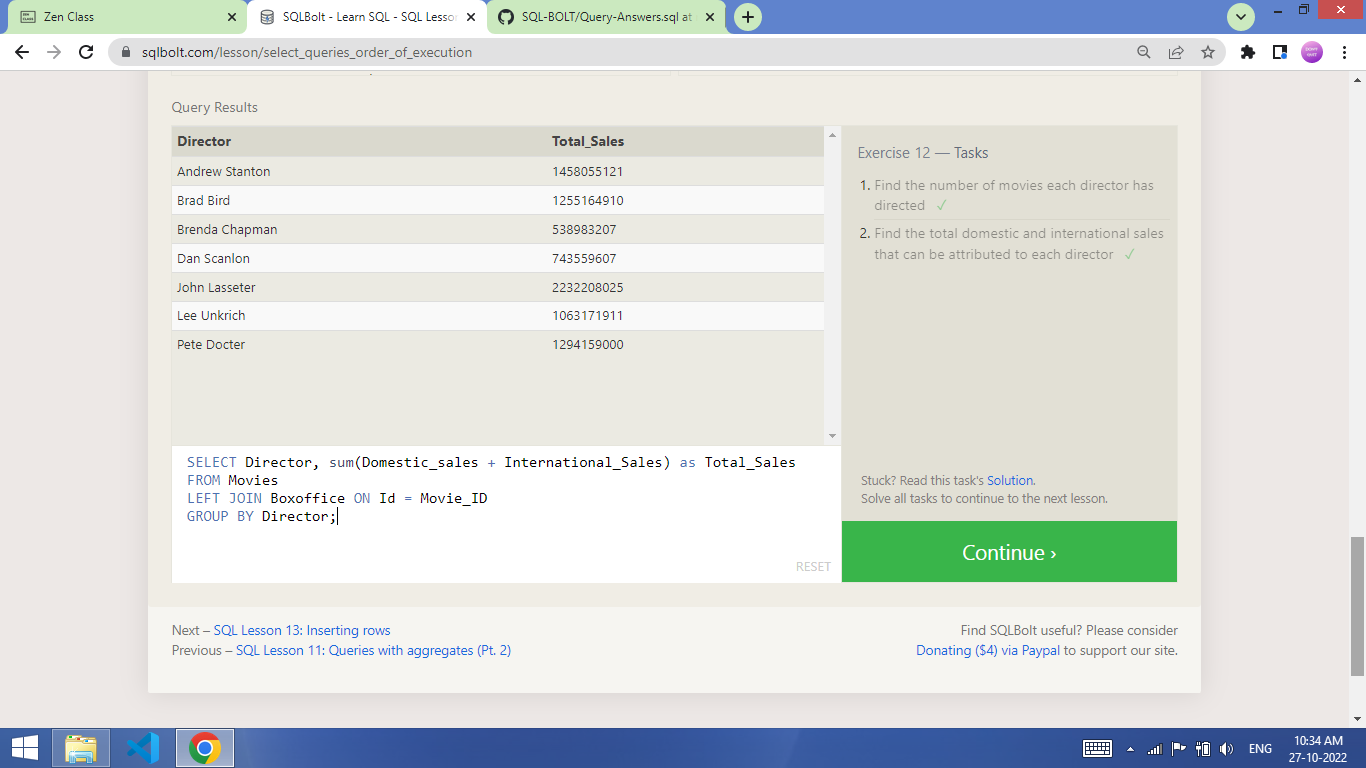 Zen Class
SQLBolt - Learn SQL - SQL Lesso
SQL-BOLT/Query-Answers.sql at
sqlbolt.com/lesson/select_queries_order_of_execution
Query Results
Director Total_Sales
Andrew Stanton 1458055121
Brad Bird 1255164910
Brenda Chapman 538983207
Dan Scanlon 743559607
John Lasseter 2232208025
Lee Unkrich 1063171911
Pete Docter 1294159000
Exercise 12 — Tasks
1. Find the number of movies each director has
directed ✓
2. Find the total domestic and international sales
that can be attributed to each director ✓
SELECT Director, sum(Domestic_sales + International_Sales) as Total_Sales
FROM Movies
LEFT JOIN Boxoffice ON Id = Movie_ID
GROUP BY Director;
RESET
Stuck? Read this task's Solution.
Solve all tasks to continue to the next lesson.
Continue ›
Next – SQL Lesson 13: Inserting rows
Previous – SQL Lesson 11: Queries with aggregates (Pt. 2)
Find SQLBolt useful? Please consider
Donating ($4) via Paypal to support our site.
ENG
10:34 AM
27-10-2022